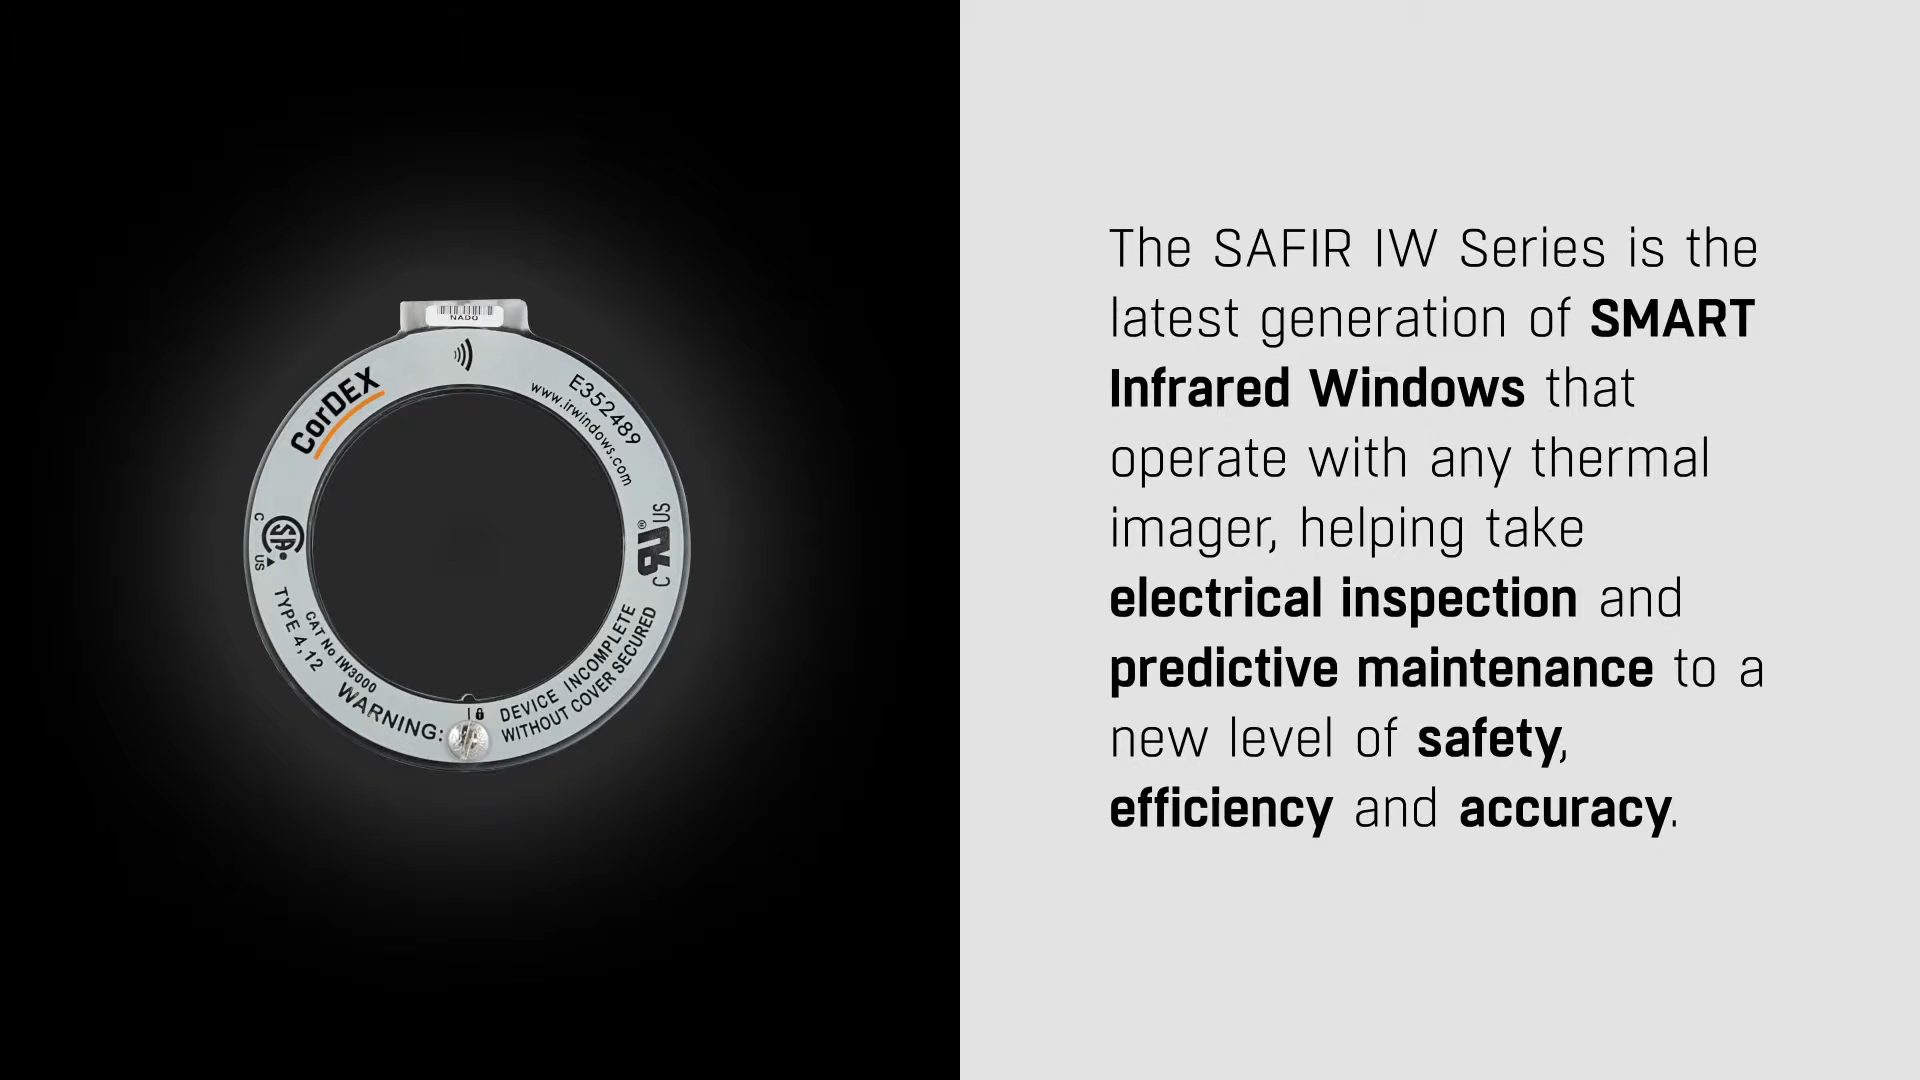 NADO
CorDEX
E352489
www.irwindows.com
C US
SA
C UL US
®
TYPE 4,12
CAT No IW3000
WARNING:
DEVICE INCOMPLETE
WITHOUT COVER SECURED
The SAFIR IW Series is the
latest generation of SMART
Infrared Windows that
operate with any thermal
imager, helping take
electrical inspection and
predictive maintenance to a
new level of safety,
efficiency and accuracy.